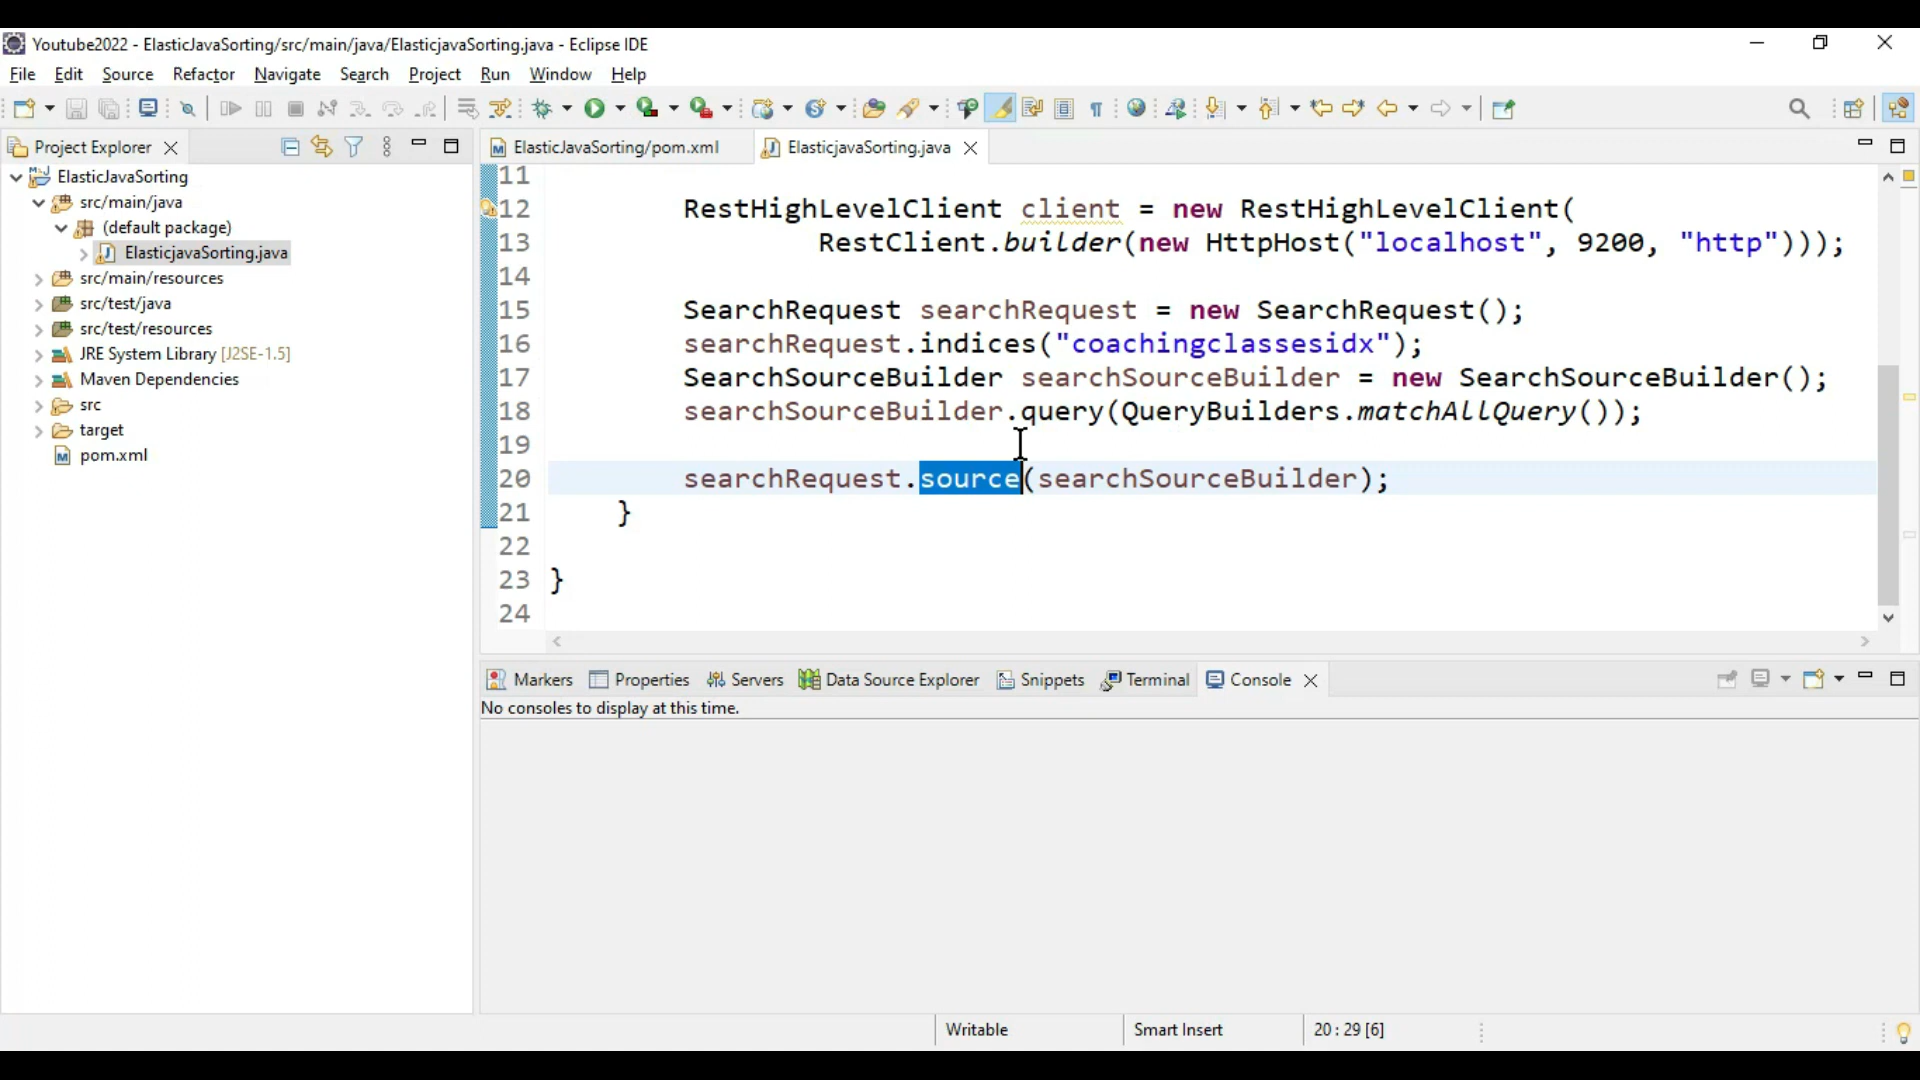 Youtube2022 - ElasticJavaSorting/src/main/java/ElasticjavaSorting.java - Eclipse IDE
File Edit Source Refactor Navigate Search Project Run Window Help
Project Explorer
ElasticJavaSorting
src/main/java
(default package)
ElasticjavaSorting.java
src/main/resources
src/test/java
src/test/resources
JRE System Library [J2SE-1.5]
Maven Dependencies
src
target
pom.xml
ElasticJavaSorting/pom.xml ElasticjavaSorting.java
11
12 RestHighLevelClient client = new RestHighLevelClient(
13 RestClient.builder(new HttpHost("localhost", 9200, "http")));
14
15 SearchRequest searchRequest = new SearchRequest();
16 searchRequest.indices("coachingclassesidx");
17 SearchSourceBuilder searchSourceBuilder = new SearchSourceBuilder();
18 searchSourceBuilder.query(QueryBuilders.matchAllQuery());
19
20 searchRequest.source(searchSourceBuilder);
21 }
22
23 }
24
Markers Properties Servers Data Source Explorer Snippets Terminal Console
No consoles to display at this time.
Writable Smart Insert 20 : 29 [6]